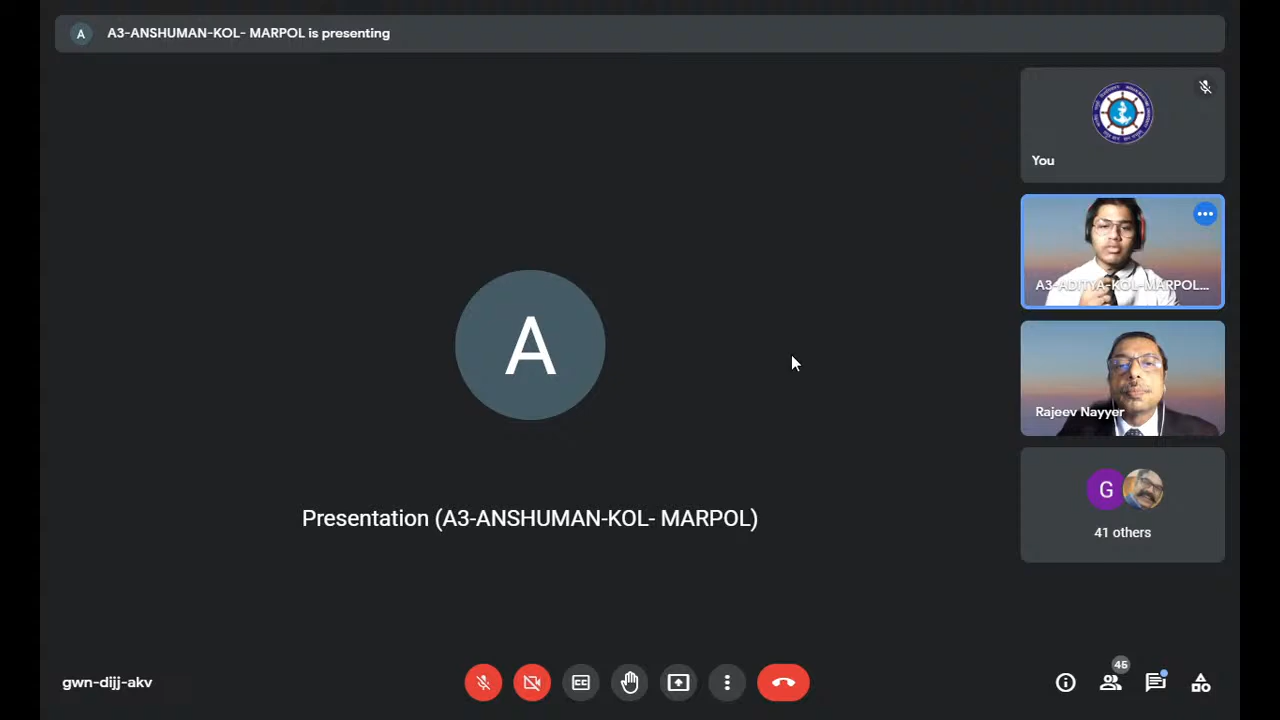 A
A3-ANSHUMAN-KOL- MARPOL is presenting
You
A3-ADITYA-KOL-MARPOL...
A
Rajeev Nayyer
G
41 others
Presentation (A3-ANSHUMAN-KOL- MARPOL)
gwn-dijj-akv
CC
45